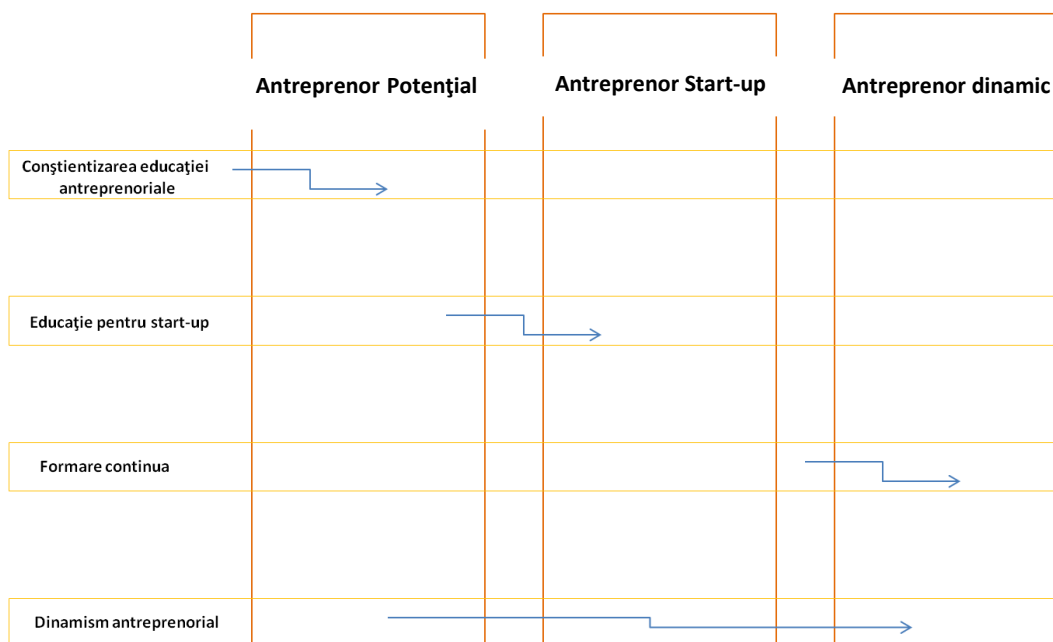 Antreprenor Potenţial
Antreprenor Start-up
Antreprenor dinamic
Conştientizarea educaţiei
antreprenoriale
Educaţie pentru start-up
Formare continua
Dinamism antreprenorial